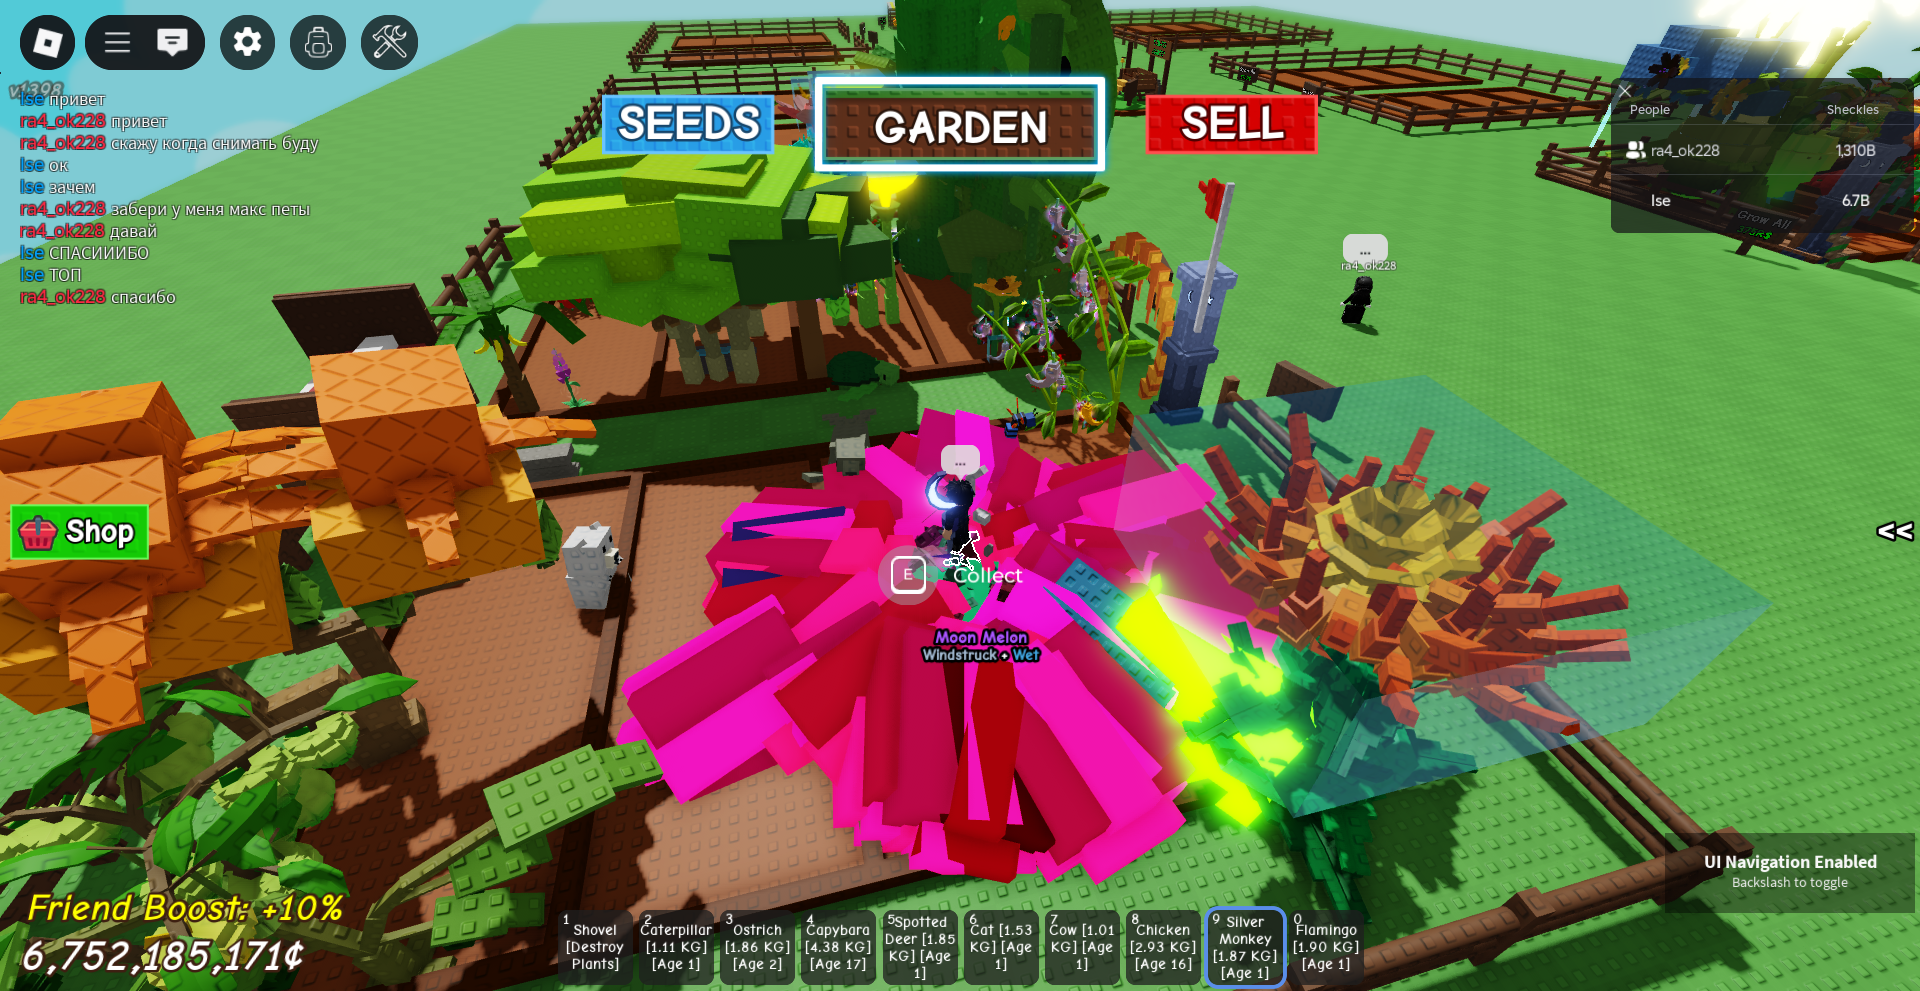 v1398
lse привет
ra4_ok228 привет
ra4_ok228 скажу когда снимать буду
lse ок
lse зачем
ra4_ok228 забери у меня макс петы
ra4_ok228 давай
lse СПАСИИИБО
lse ТОП
ra4_ok228 спасибо
SEEDS
GARDEN
SELL
People Sheckles
ra4_ok228 1,310B
lse 6.7B
Grow All
...
ra4_ok228
...
Shop
<<
E Collect
Moon Melon
Windstruck + Wet
UI Navigation Enabled
Backslash to toggle
Friend Boost: +10%
6,752,185,171¢
1 Shovel [Destroy Plants]
2 Caterpillar [1.11 KG] [Age 1]
3 Ostrich [1.86 KG] [Age 2]
4 Capybara [4.38 KG] [Age 17]
5 Spotted Deer [1.85 KG] [Age 1]
6 Cat [1.53 KG] [Age 1]
7 Cow [1.01 KG] [Age 1]
8 Chicken [2.93 KG] [Age 16]
9 Silver Monkey [1.87 KG] [Age 1]
0 Flamingo [1.90 KG] [Age 1]